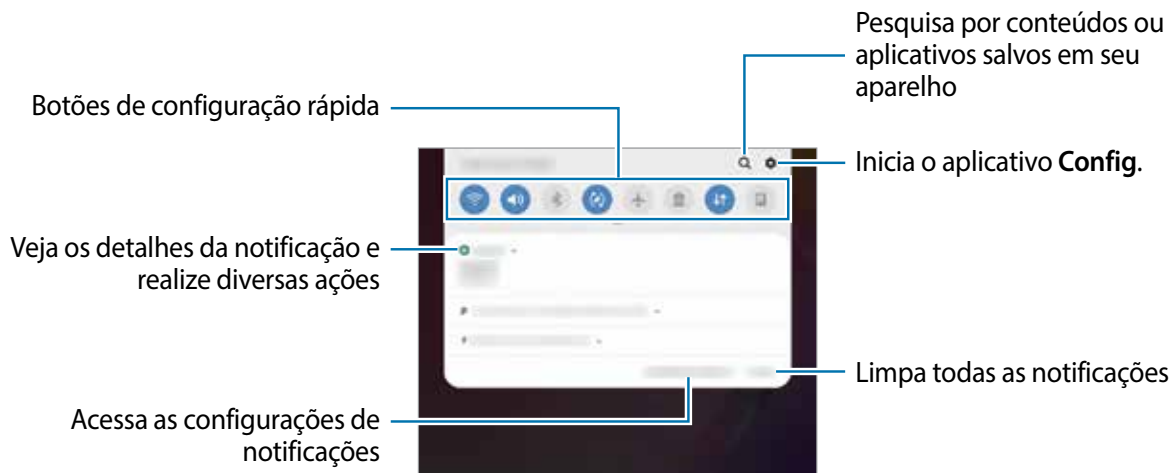 Pesquisa por conteúdos ou
aplicativos salvos em seu
aparelho
Botões de configuração rápida
Inicia o aplicativo Config.
Veja os detalhes da notificação e
realize diversas ações
Limpa todas as notificações
Acessa as configurações de
notificações